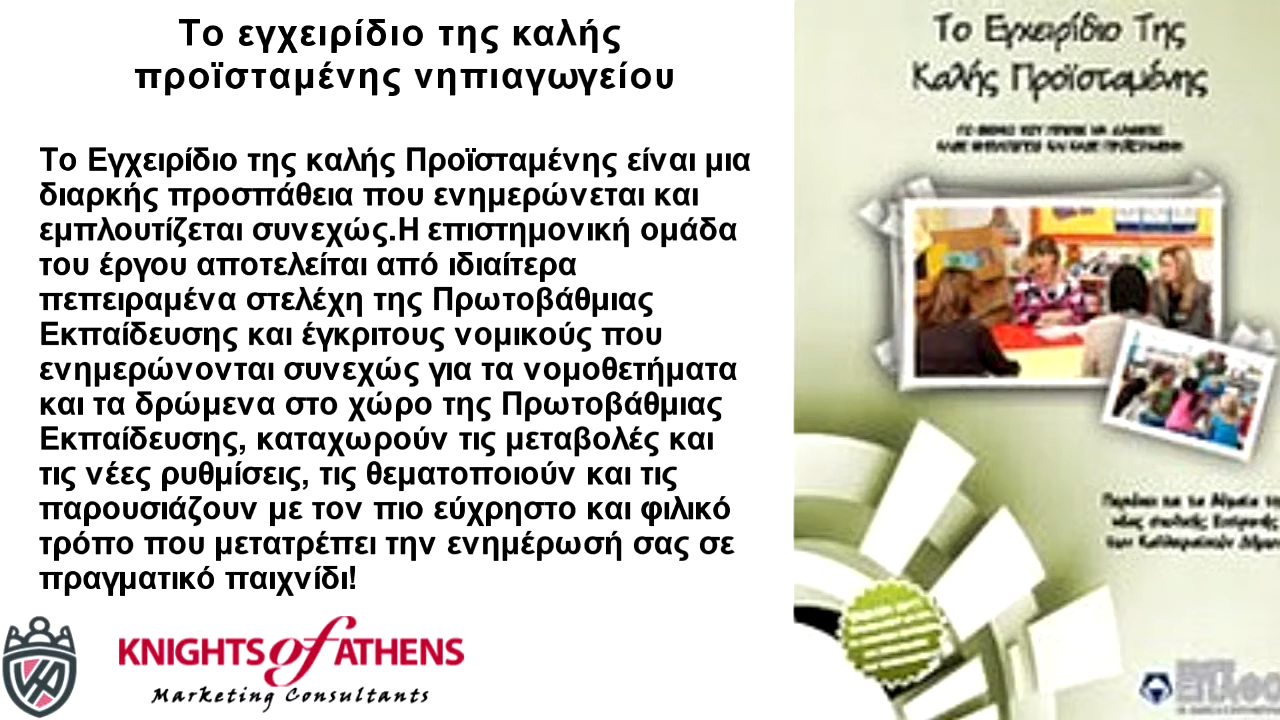 Το εγχειρίδιο της καλής
προϊσταμένης νηπιαγωγείου
Το Εγχειρίδιο της καλής Προϊσταμένης είναι μια
διαρκής προσπάθεια που ενημερώνεται και
εμπλουτίζεται συνεχώς.Η επιστημονική ομάδα
του έργου αποτελείται από ιδιαίτερα
πεπειραμένα στελέχη της Πρωτοβάθμιας
Εκπαίδευσης και έγκριτους νομικούς που
ενημερώνονται συνεχώς για τα νομοθετήματα
και τα δρώμενα στο χώρο της Πρωτοβάθμιας
Εκπαίδευσης, καταχωρούν τις μεταβολές και
τις νέες ρυθμίσεις, τις θεματοποιούν και τις
παρουσιάζουν με τον πιο εύχρηστο και φιλικό
τρόπο που μετατρέπει την ενημέρωσή σας σε
πραγματικό παιχνίδι!
KNIGHTS of ATHENS
Marketing Consultants
Το Εγχειρίδιο Της
Καλής Προϊσταμένης